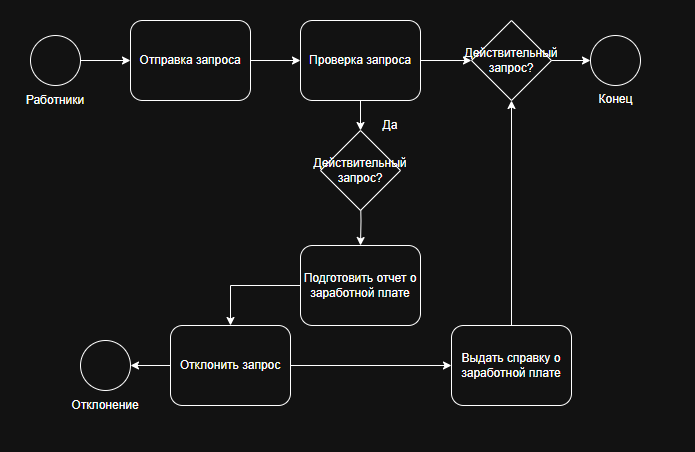 Отправка запроса
Проверка запроса
Действительный
запрос?
Работники
Конец
Да
Действительный
запрос?
Подготовить отчет о
заработной плате
Отклонить запрос
Выдать справку о
заработной плате
Отклонение